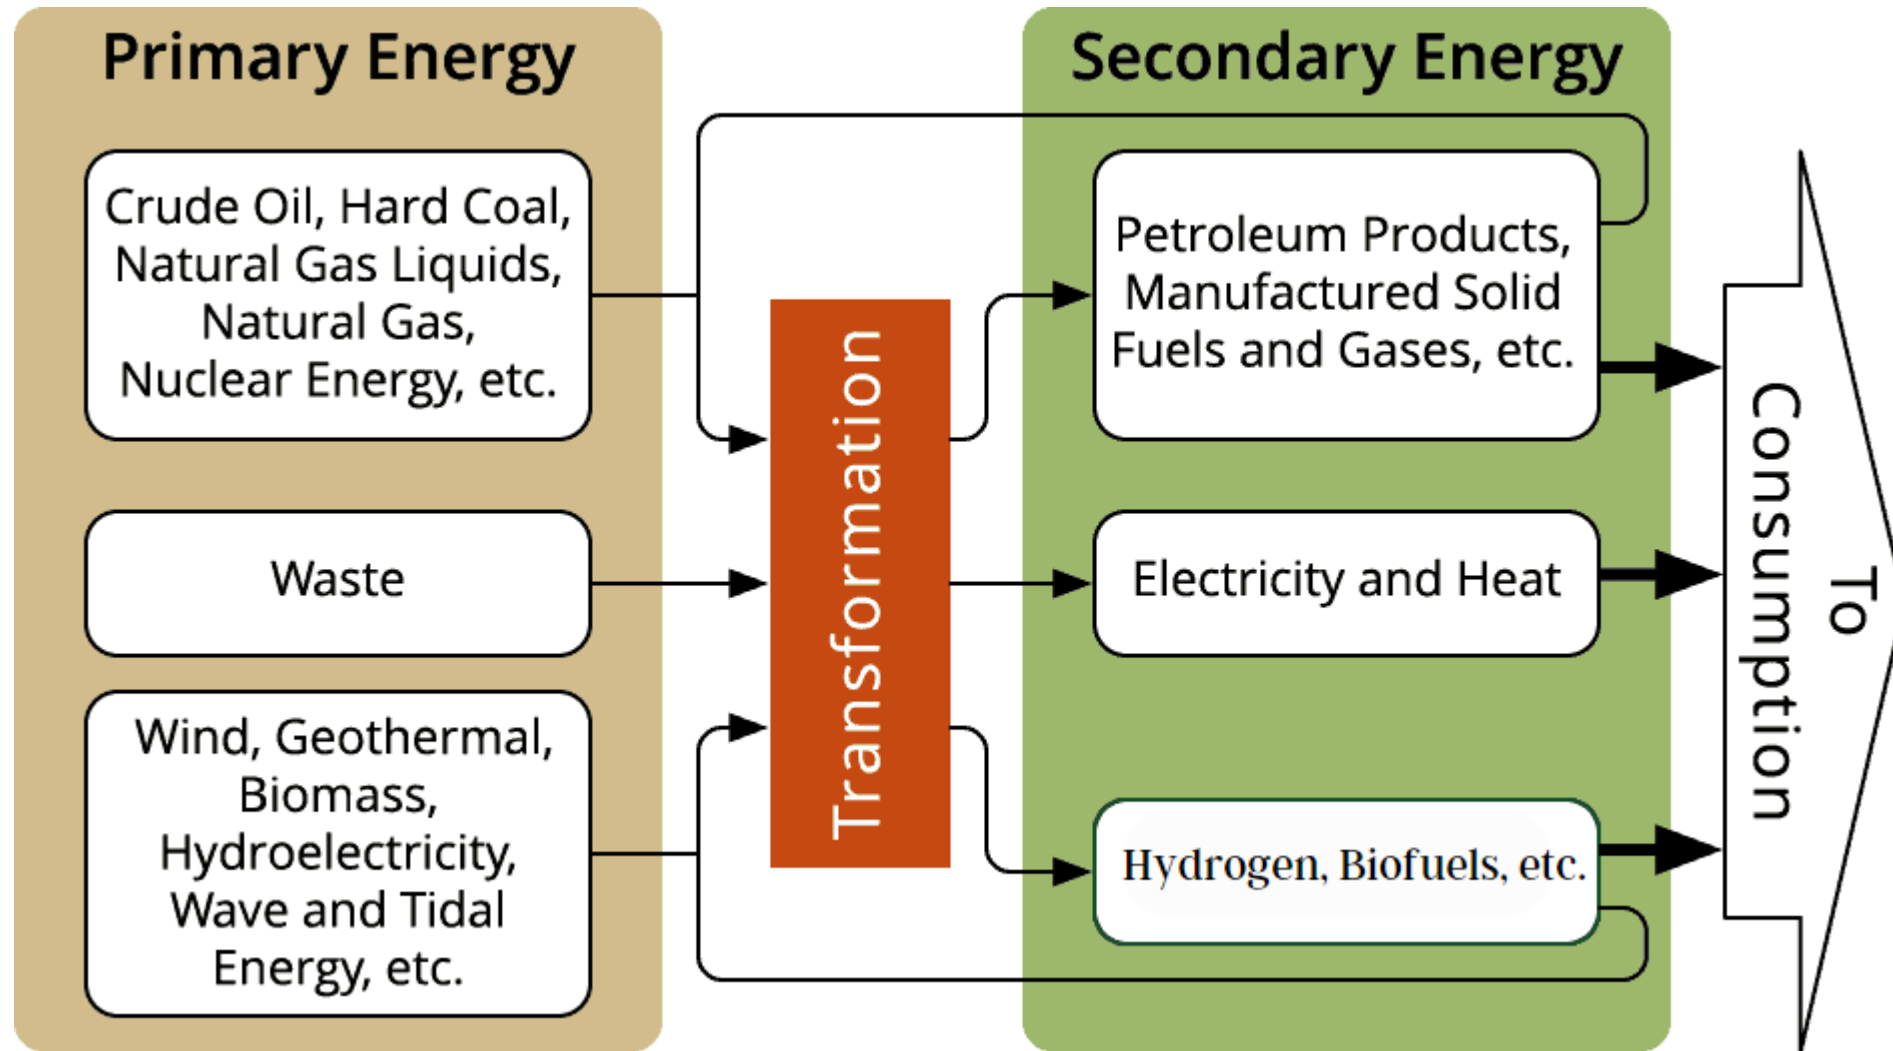 Primary Energy
Crude Oil, Hard Coal,
Natural Gas Liquids,
Natural Gas,
Nuclear Energy, etc.
Waste
Wind, Geothermal,
Biomass,
Hydroelectricity,
Wave and Tidal
Energy, etc.
Transformation
Secondary Energy
Petroleum Products,
Manufactured Solid
Fuels and Gases, etc.
Electricity and Heat
Hydrogen, Biofuels, etc.
To
Consumption